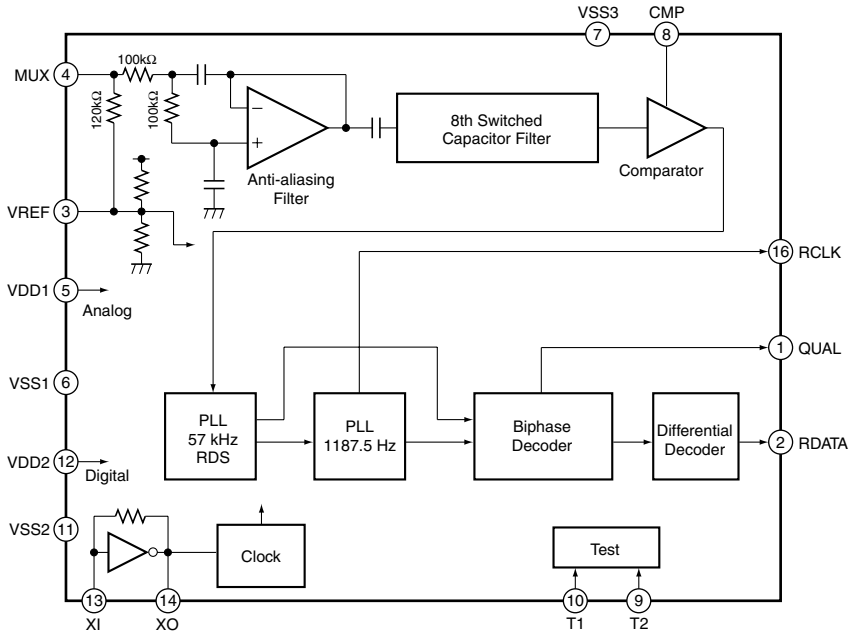 VSS3
CMP
7
8
MUX
4
100kΩ
120kΩ
100kΩ
−
+
Anti-aliasing
Filter
8th Switched
Capacitor Filter
Comparator
VREF
3
16
RCLK
VDD1
5
Analog
1
QUAL
VSS1
6
PLL
57 kHz
RDS
PLL
1187.5 Hz
Biphase
Decoder
Differential
Decoder
2
RDATA
VDD2
12
Digital
VSS2
11
Clock
Test
13
14
10
9
XI
XO
T1
T2